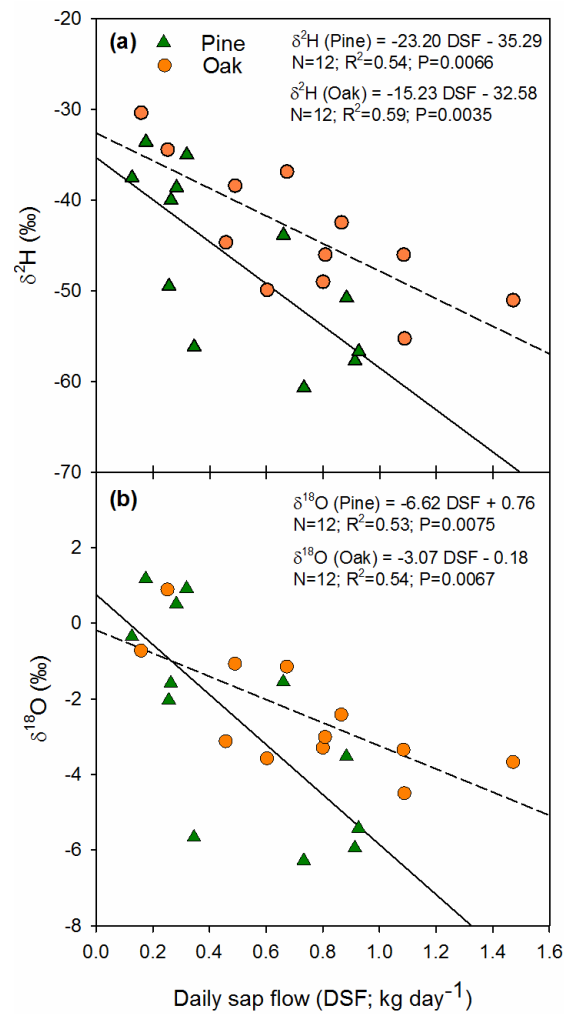 (a)
Pine
Oak
δ²H (Pine) = -23.20 DSF - 35.29
N=12; R²=0.54; P=0.0066
δ²H (Oak) = -15.23 DSF - 32.58
N=12; R²=0.59; P=0.0035
-20
-30
-40
-50
-60
-70
δ²H (‰)
(b)
δ¹⁸O (Pine) = -6.62 DSF + 0.76
N=12; R²=0.53; P=0.0075
δ¹⁸O (Oak) = -3.07 DSF - 0.18
N=12; R²=0.54; P=0.0067
2
0
-2
-4
-6
-8
δ¹⁸O (‰)
0.0 0.2 0.4 0.6 0.8 1.0 1.2 1.4 1.6
Daily sap flow (DSF; kg day⁻¹)